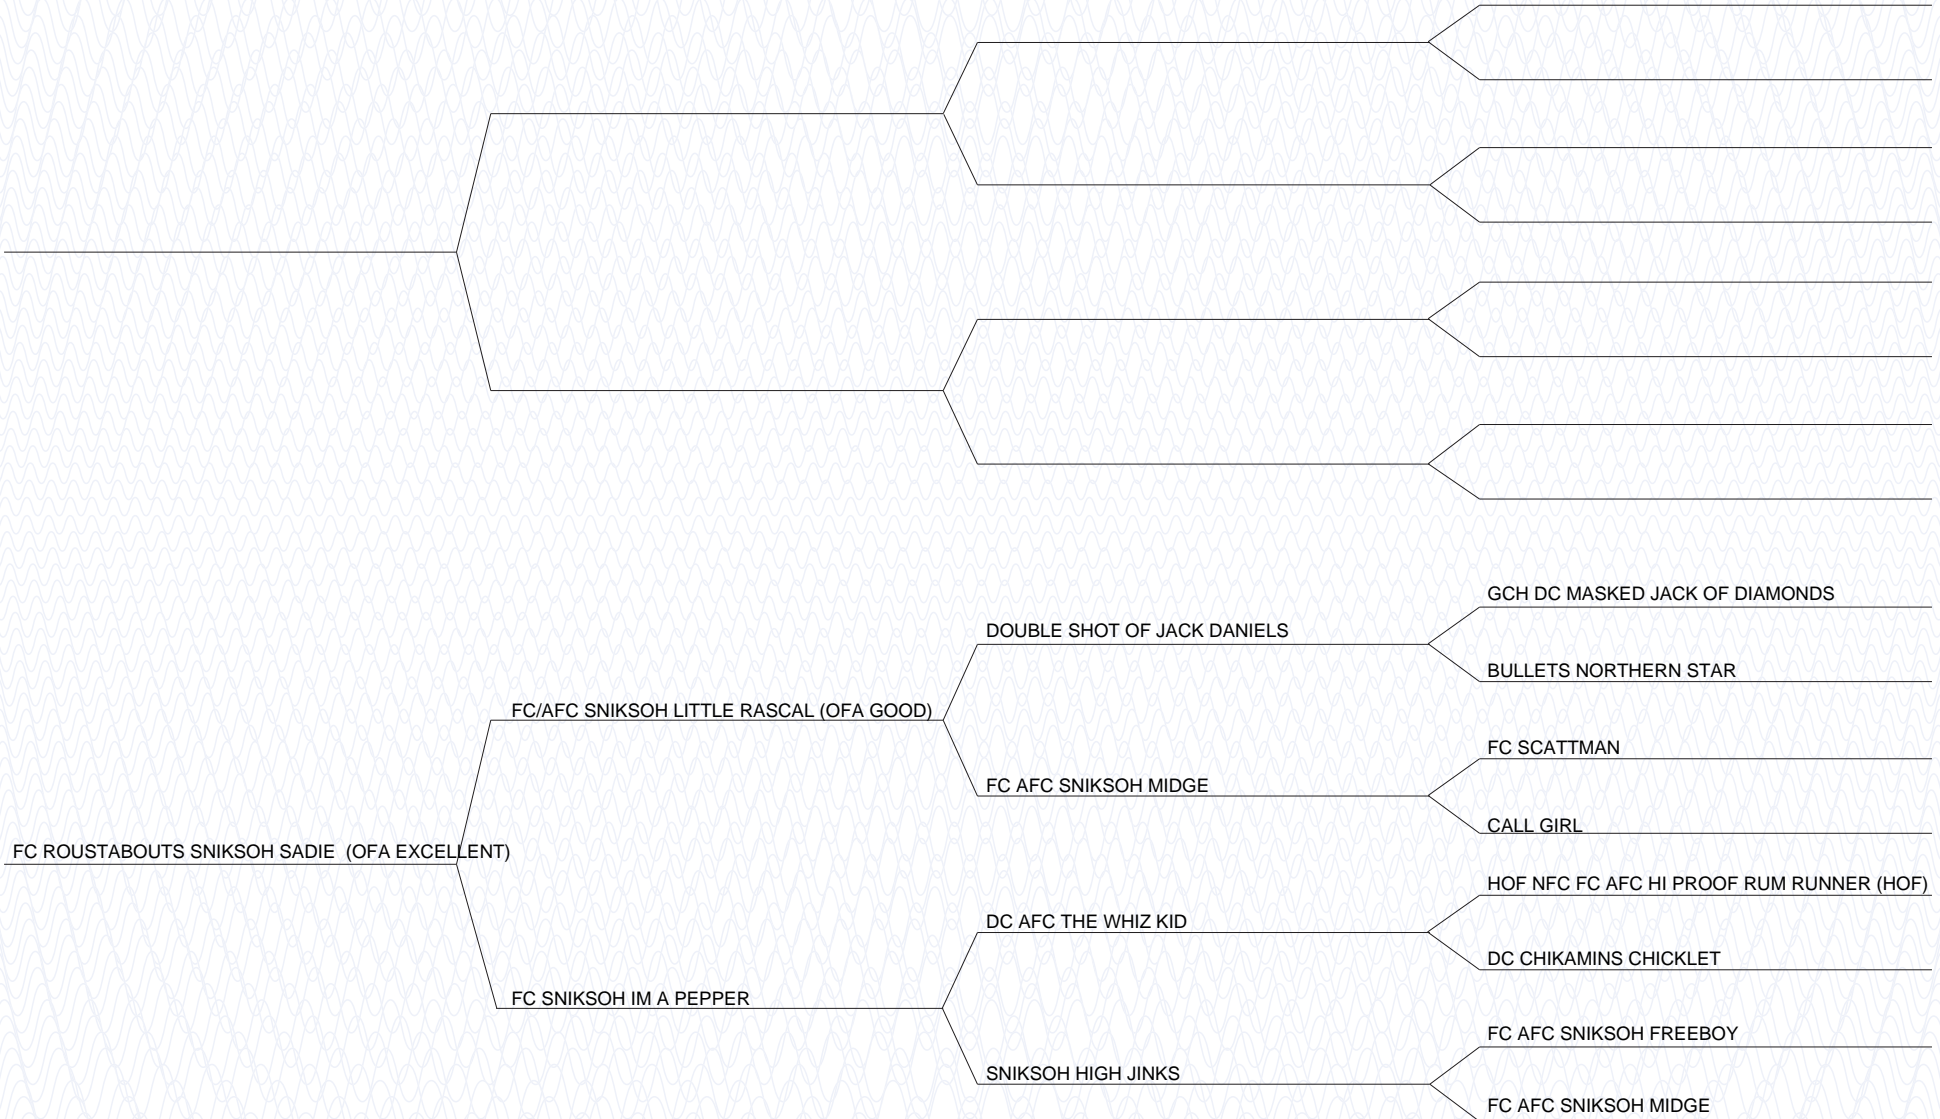 GCH DC MASKED JACK OF DIAMONDS
DOUBLE SHOT OF JACK DANIELS
BULLETS NORTHERN STAR
FC/AFC SNIKSOH LITTLE RASCAL (OFA GOOD)
FC SCATTMAN
FC AFC SNIKSOH MIDGE
CALL GIRL
FC ROUSTABOUTS SNIKSOH SADIE (OFA EXCELLENT)
HOF NFC FC AFC HI PROOF RUM RUNNER (HOF)
DC AFC THE WHIZ KID
DC CHIKAMINS CHICKLET
FC SNIKSOH IM A PEPPER
FC AFC SNIKSOH FREEBOY
SNIKSOH HIGH JINKS
FC AFC SNIKSOH MIDGE